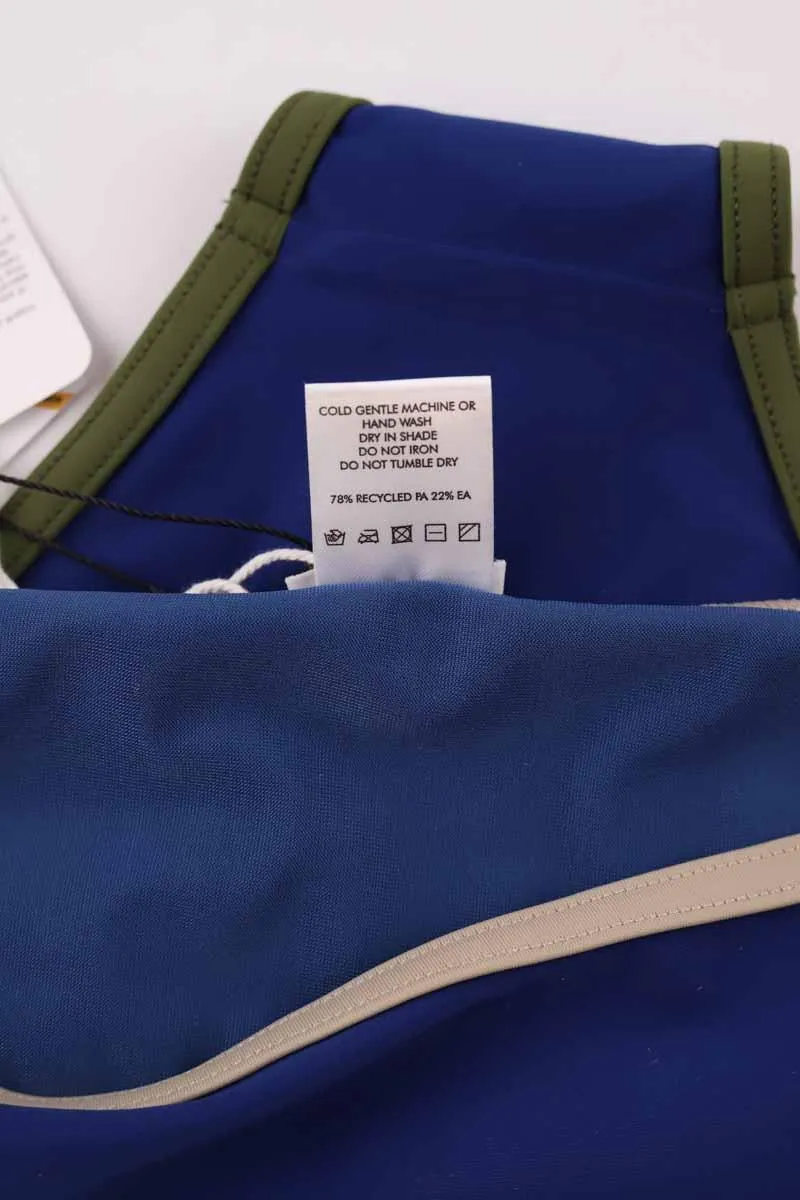 COLD GENTLE MACHINE OR
HAND WASH
DRY IN SHADE
DO NOT IRON
DO NOT TUMBLE DRY
78% RECYCLED PA 22% EA